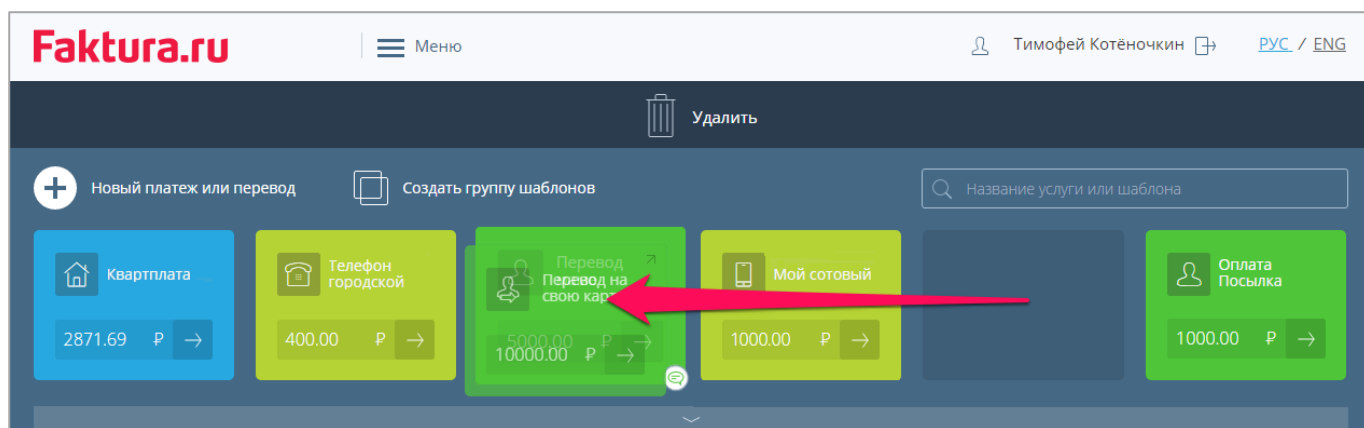 Faktura.ru
Меню
Тимофей Котёночкин
РУС / ENG
Удалить
Новый платеж или перевод
Создать группу шаблонов
Название услуги или шаблона
Квартплата
2871.69 ₽
Телефон
городской
400.00 ₽
Перевод
Перевод на
свою
5000.00 ₽
10000.00 ₽
Мой сотовый
1000.00 ₽
Оплата
Посылка
1000.00 ₽